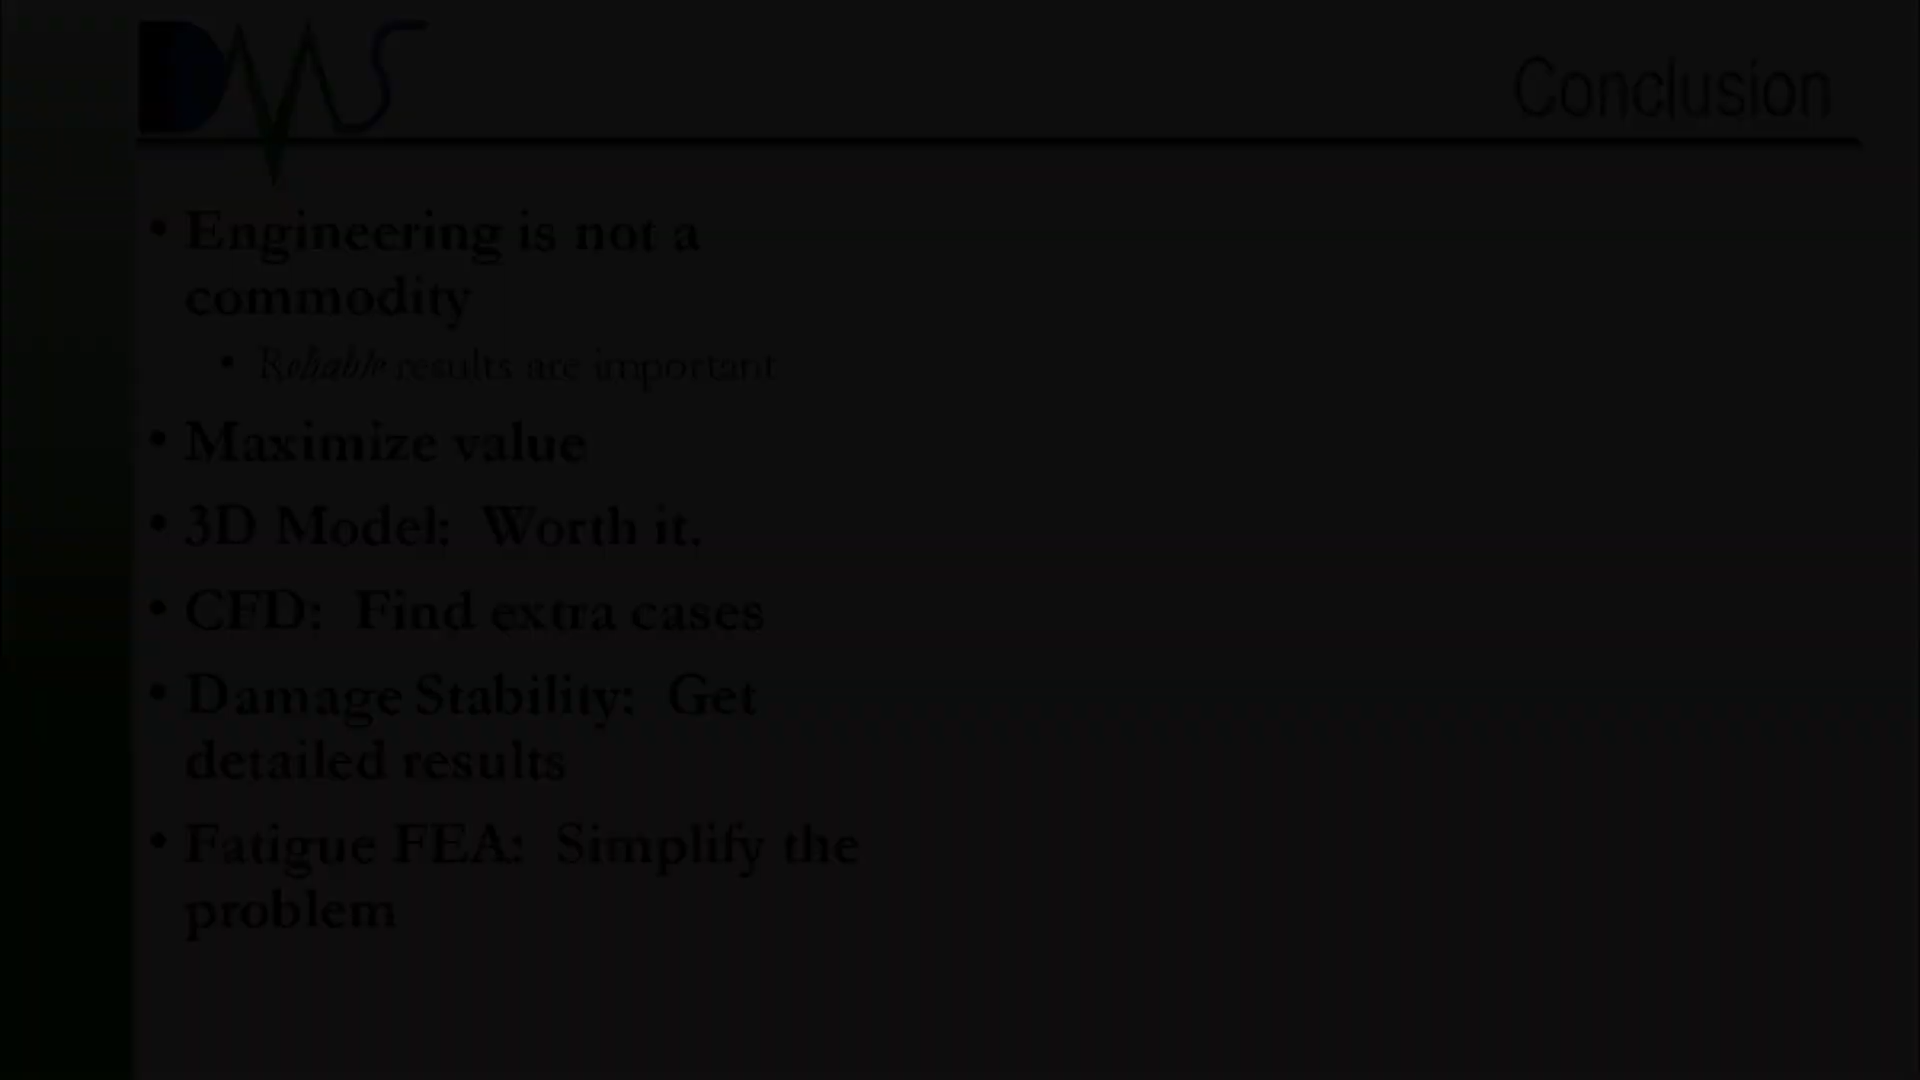 DMS
Conclusion
• Engineering is not a
commodity
• Reliable results are important
• Maximize value
• 3D Model: Worth it.
• CFD: Find extra cases
• Damage Stability: Get
detailed results
• Fatigue FEA: Simplify the
problem